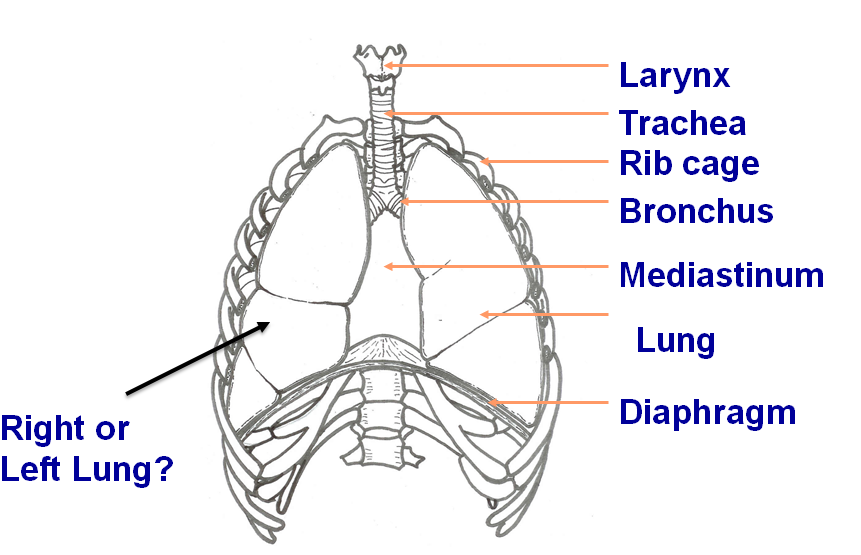 Larynx
Trachea
Rib cage
Bronchus
Mediastinum
Lung
Diaphragm
Right or
Left Lung?